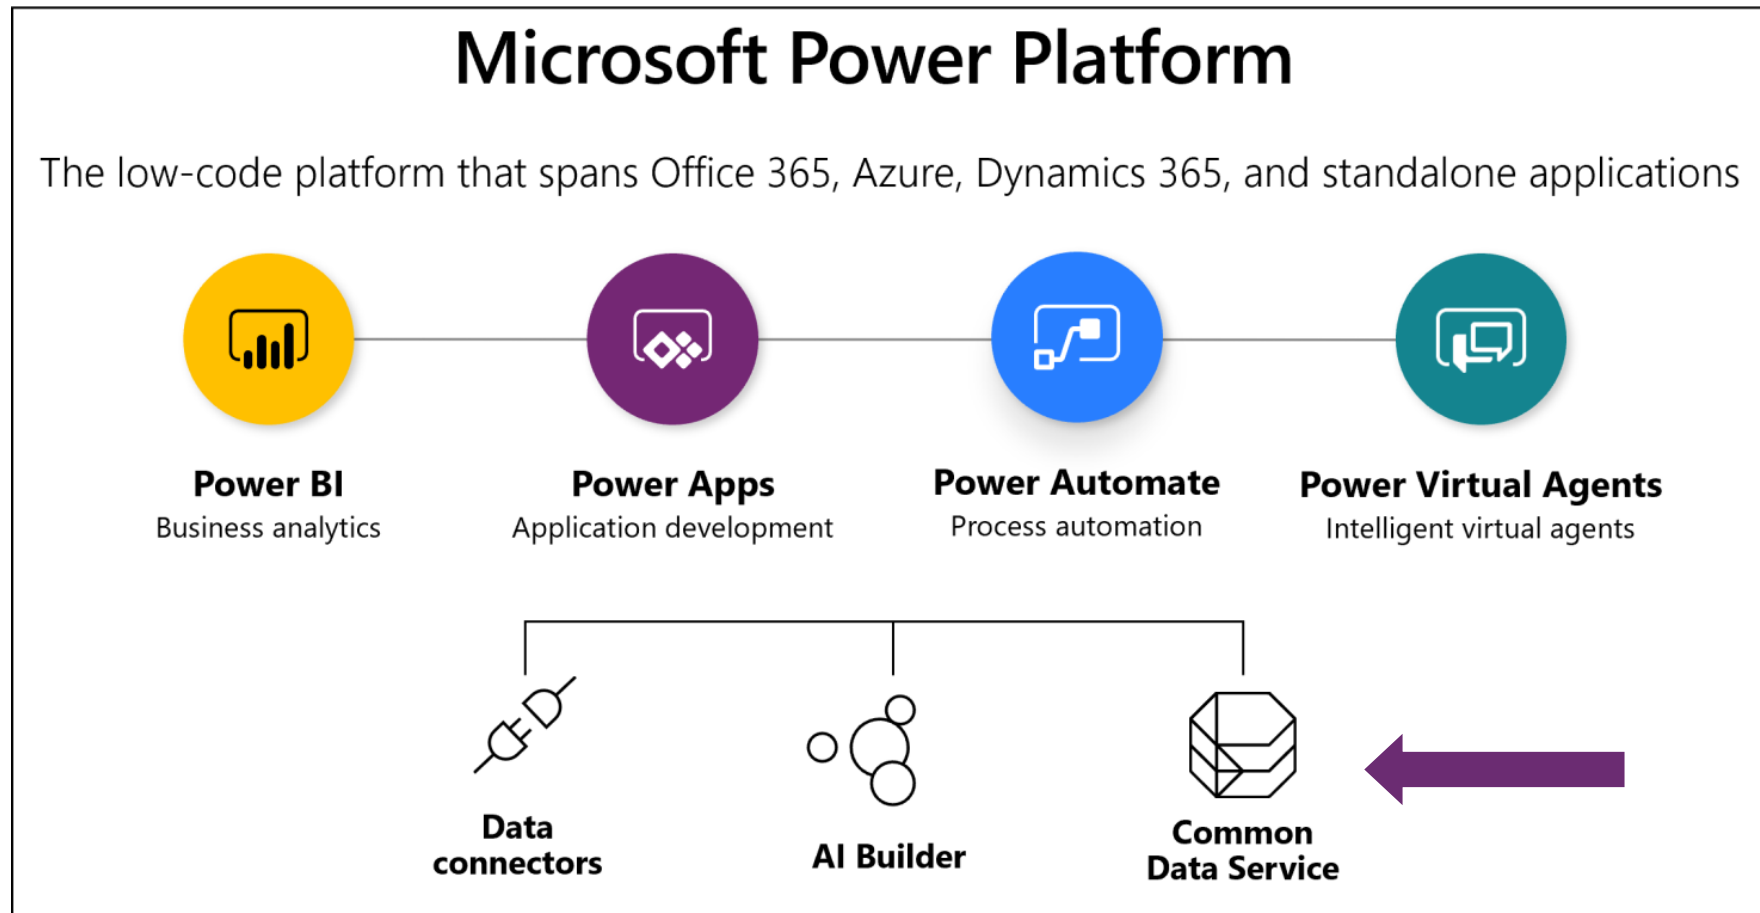 Microsoft Power Platform
The low-code platform that spans Office 365, Azure, Dynamics 365, and standalone applications
Power BI
Business analytics
Power Apps
Application development
Power Automate
Process automation
Power Virtual Agents
Intelligent virtual agents
Data
connectors
AI Builder
Common
Data Service